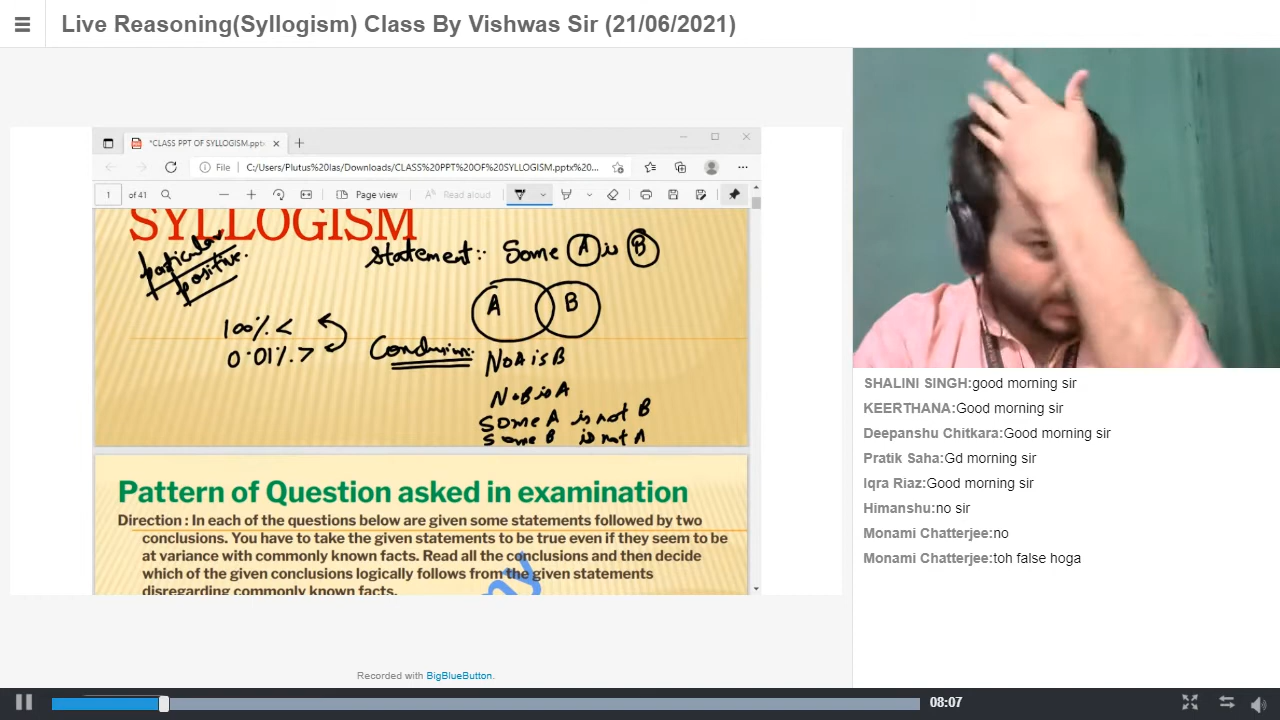 Live Reasoning(Syllogism) Class By Vishwas Sir (21/06/2021)
*CLASS PPT OF SYLLOGISM.pptx
File C:/Users/Plutus%20Ias/Downloads/CLASS%20PPT%20OF%20SYLLOGISM.pptx%20...
1 of 41 Page view Read aloud
SYLLOGISM
particular
positive.
Statement:- Some A is B
A B
100% <
0.01% >
Conclusion:
No A is B
No B is A
Some A is not B
Some B is not A
Pattern of Question asked in examination
Direction : In each of the questions below are given some statements followed by two
conclusions. You have to take the given statements to be true even if they seem to be
at variance with commonly known facts. Read all the conclusions and then decide
which of the given conclusions logically follows from the given statements
disregarding commonly known facts.
my
SHALINI SINGH:good morning sir
KEERTHANA:Good morning sir
Deepanshu Chitkara:Good morning sir
Pratik Saha:Gd morning sir
Iqra Riaz:Good morning sir
Himanshu:no sir
Monami Chatterjee:no
Monami Chatterjee:toh false hoga
Recorded with BigBlueButton.
08:07